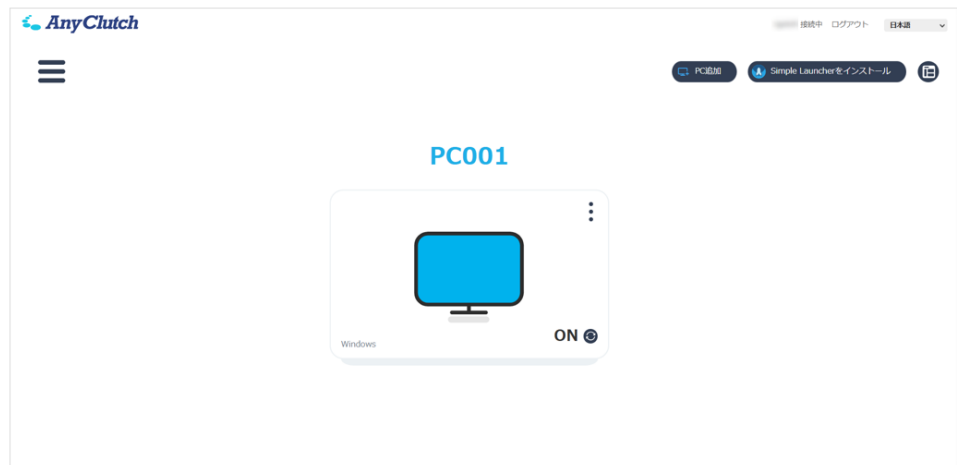 AnyClutch
接続中 ログアウト 日本語
PC追加 Simple Launcherをインストール
PC001
Windows
ON